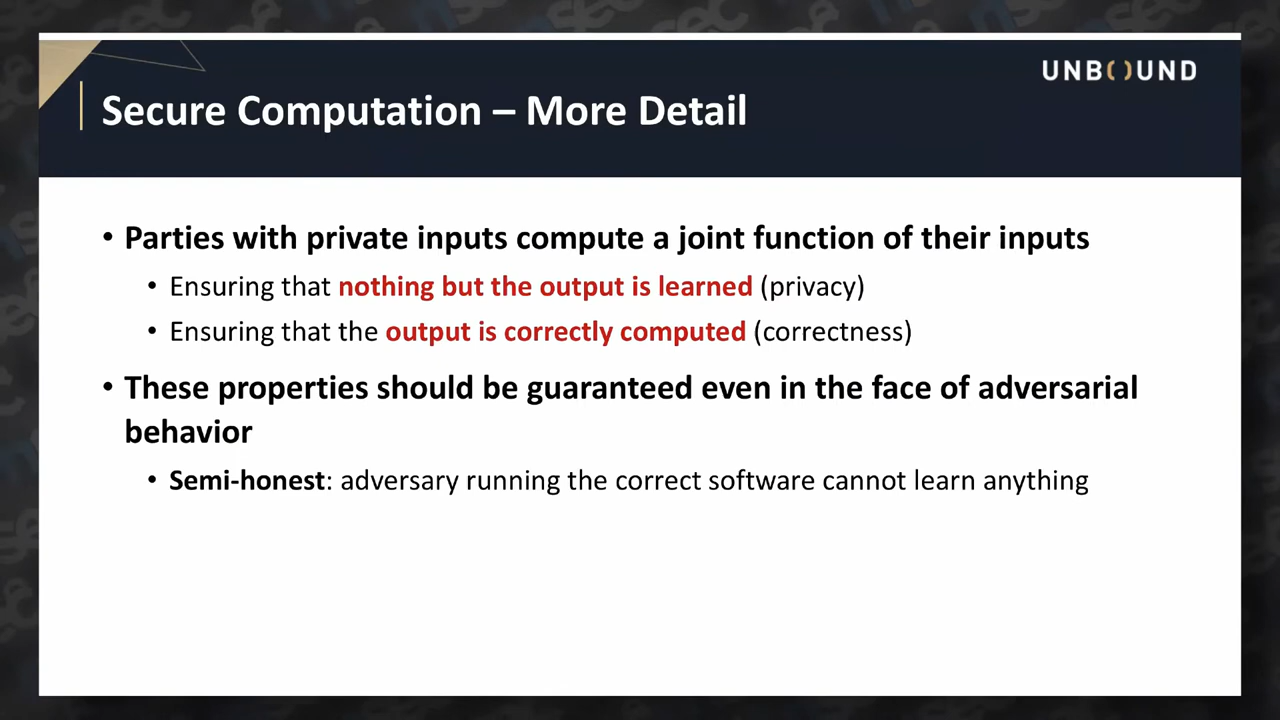 UNBOUND
Secure Computation – More Detail
• Parties with private inputs compute a joint function of their inputs
• Ensuring that nothing but the output is learned (privacy)
• Ensuring that the output is correctly computed (correctness)
• These properties should be guaranteed even in the face of adversarial
behavior
• Semi-honest: adversary running the correct software cannot learn anything